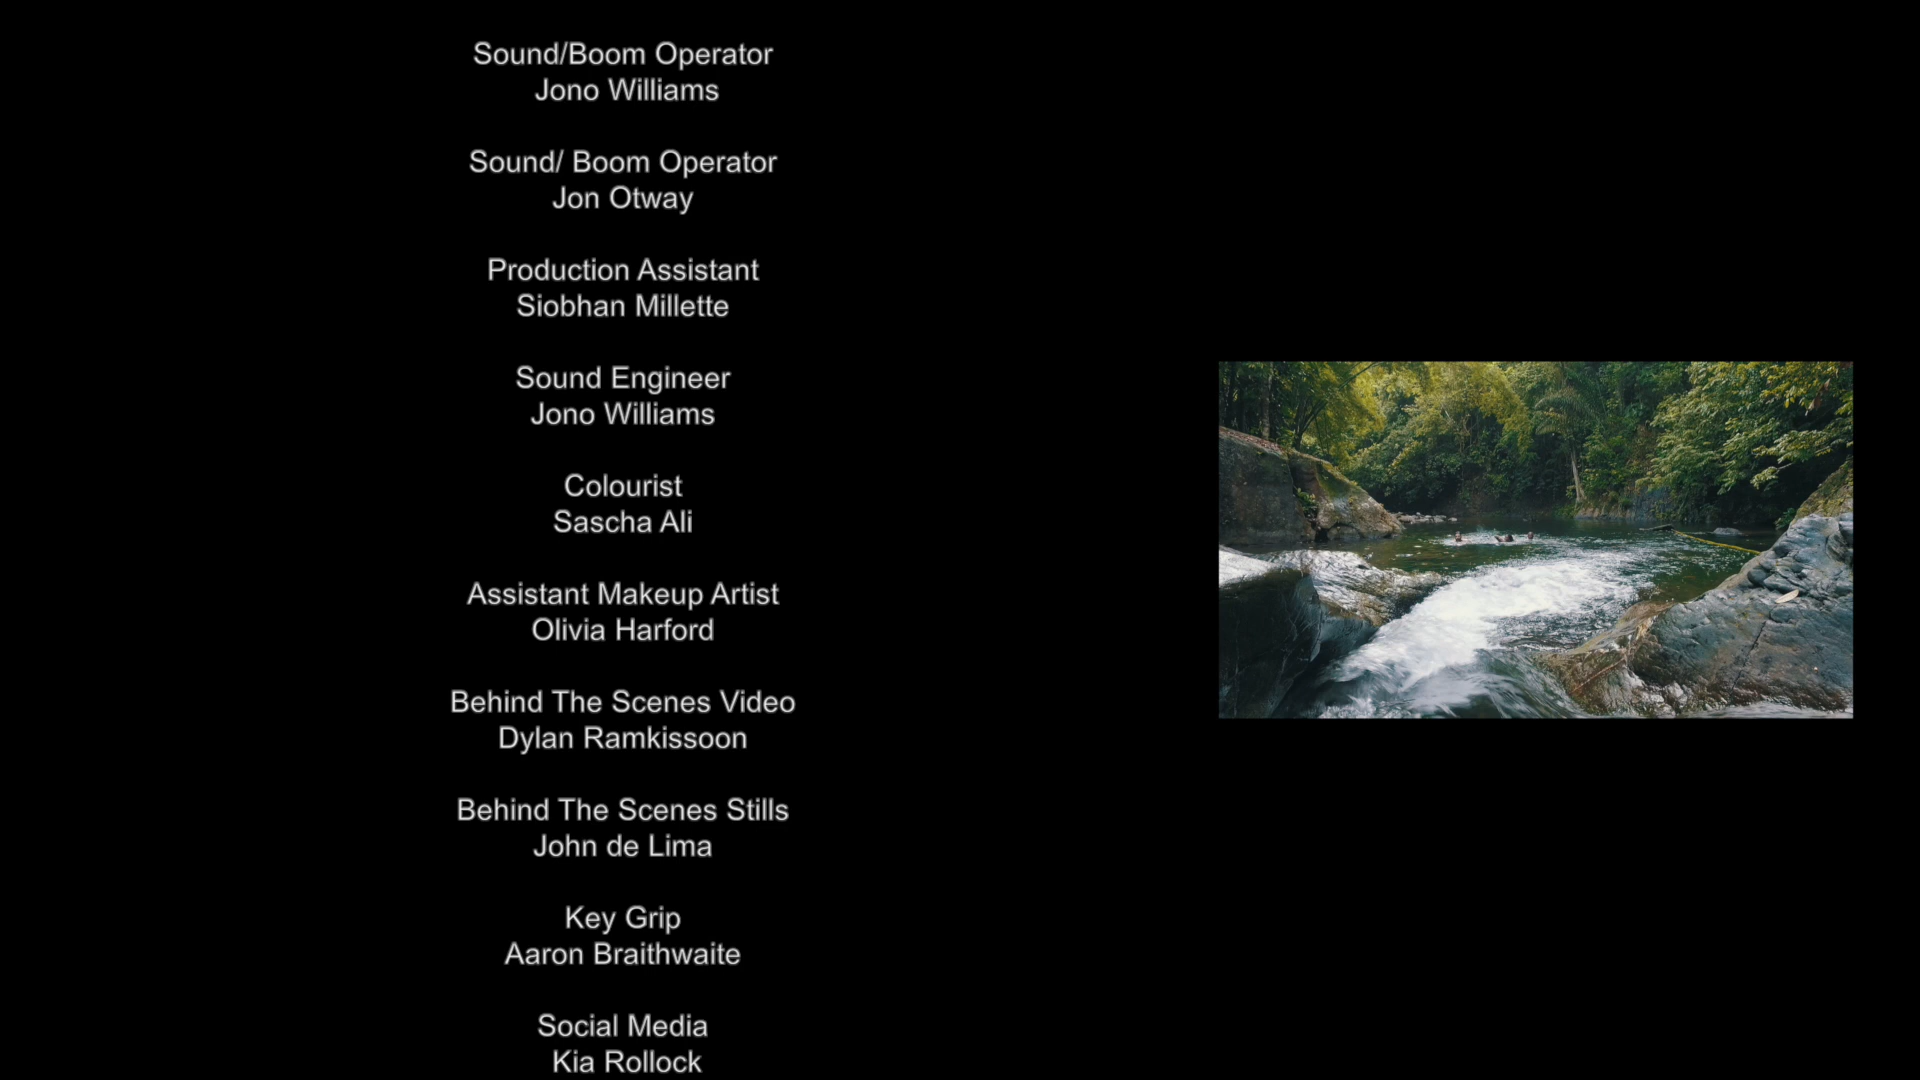 Sound/Boom Operator
Jono Williams
Sound/ Boom Operator
Jon Otway
Production Assistant
Siobhan Millette
Sound Engineer
Jono Williams
Colourist
Sascha Ali
Assistant Makeup Artist
Olivia Harford
Behind The Scenes Video
Dylan Ramkissoon
Behind The Scenes Stills
John de Lima
Key Grip
Aaron Braithwaite
Social Media
Kia Rollock